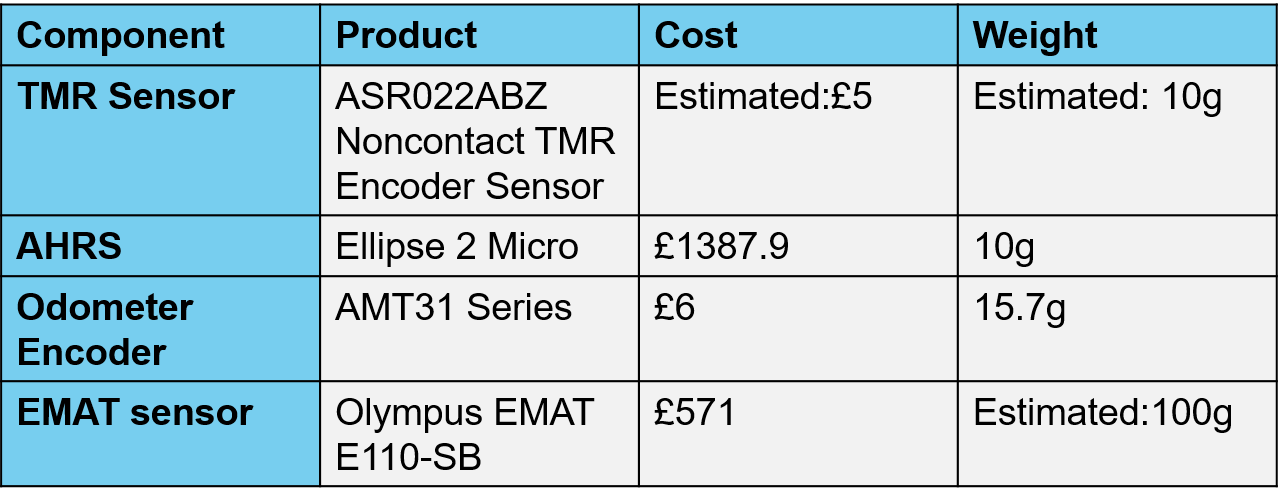 Component Product Cost Weight
TMR Sensor ASR022ABZ Estimated:£5 Estimated: 10g
Noncontact TMR
Encoder Sensor
AHRS Ellipse 2 Micro £1387.9 10g
Odometer AMT31 Series £6 15.7g
Encoder
EMAT sensor Olympus EMAT £571 Estimated:100g
E110-SB